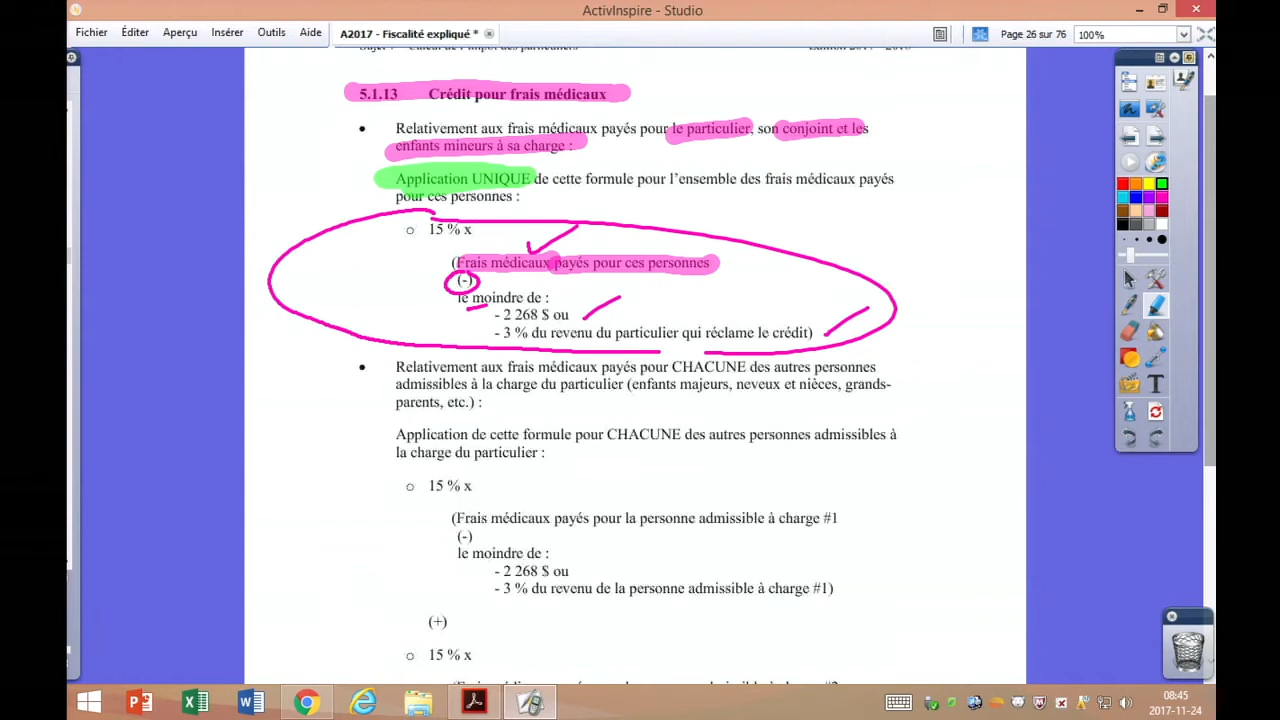 ActivInspire - Studio
Fichier Éditer Aperçu Insérer Outils Aide A2017 - Fiscalité expliqué * Page 26 sur 76 100%
5.1.13 Crédit pour frais médicaux
• Relativement aux frais médicaux payés pour le particulier, son conjoint et les
enfants mineurs à sa charge :
Application UNIQUE de cette formule pour l'ensemble des frais médicaux payés
pour ces personnes :
o 15 % x
(Frais médicaux payés pour ces personnes
(-)
le moindre de :
- 2 268 $ ou
- 3 % du revenu du particulier qui réclame le crédit)
• Relativement aux frais médicaux payés pour CHACUNE des autres personnes
admissibles à la charge du particulier (enfants majeurs, neveux et nièces, grands-
parents, etc.) :
Application de cette formule pour CHACUNE des autres personnes admissibles à
la charge du particulier :
o 15 % x
(Frais médicaux payés pour la personne admissible à charge #1
(-)
le moindre de :
- 2 268 $ ou
- 3 % du revenu de la personne admissible à charge #1)
(+)
o 15 % x
08:45
2017-11-24